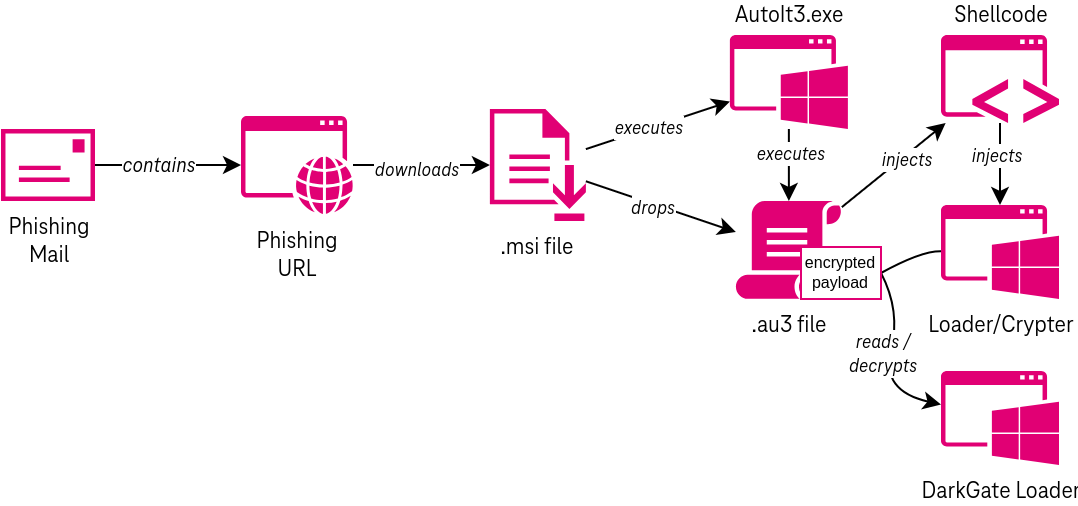 AutoIt3.exe
Shellcode
executes
contains
downloads
executes
injects
injects
drops
Phishing
Mail
Phishing
URL
.msi file
encrypted
payload
.au3 file
Loader/Crypter
reads /
decrypts
DarkGate Loader